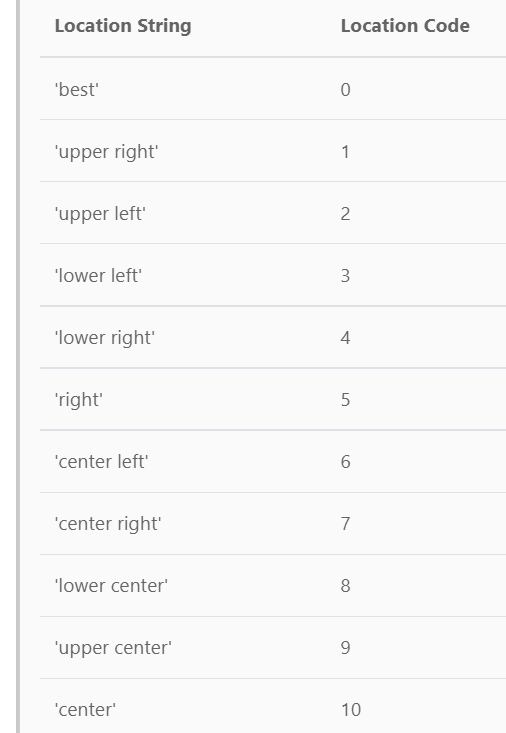 Location String Location Code
'best' 0
'upper right' 1
'upper left' 2
'lower left' 3
'lower right' 4
'right' 5
'center left' 6
'center right' 7
'lower center' 8
'upper center' 9
'center' 10